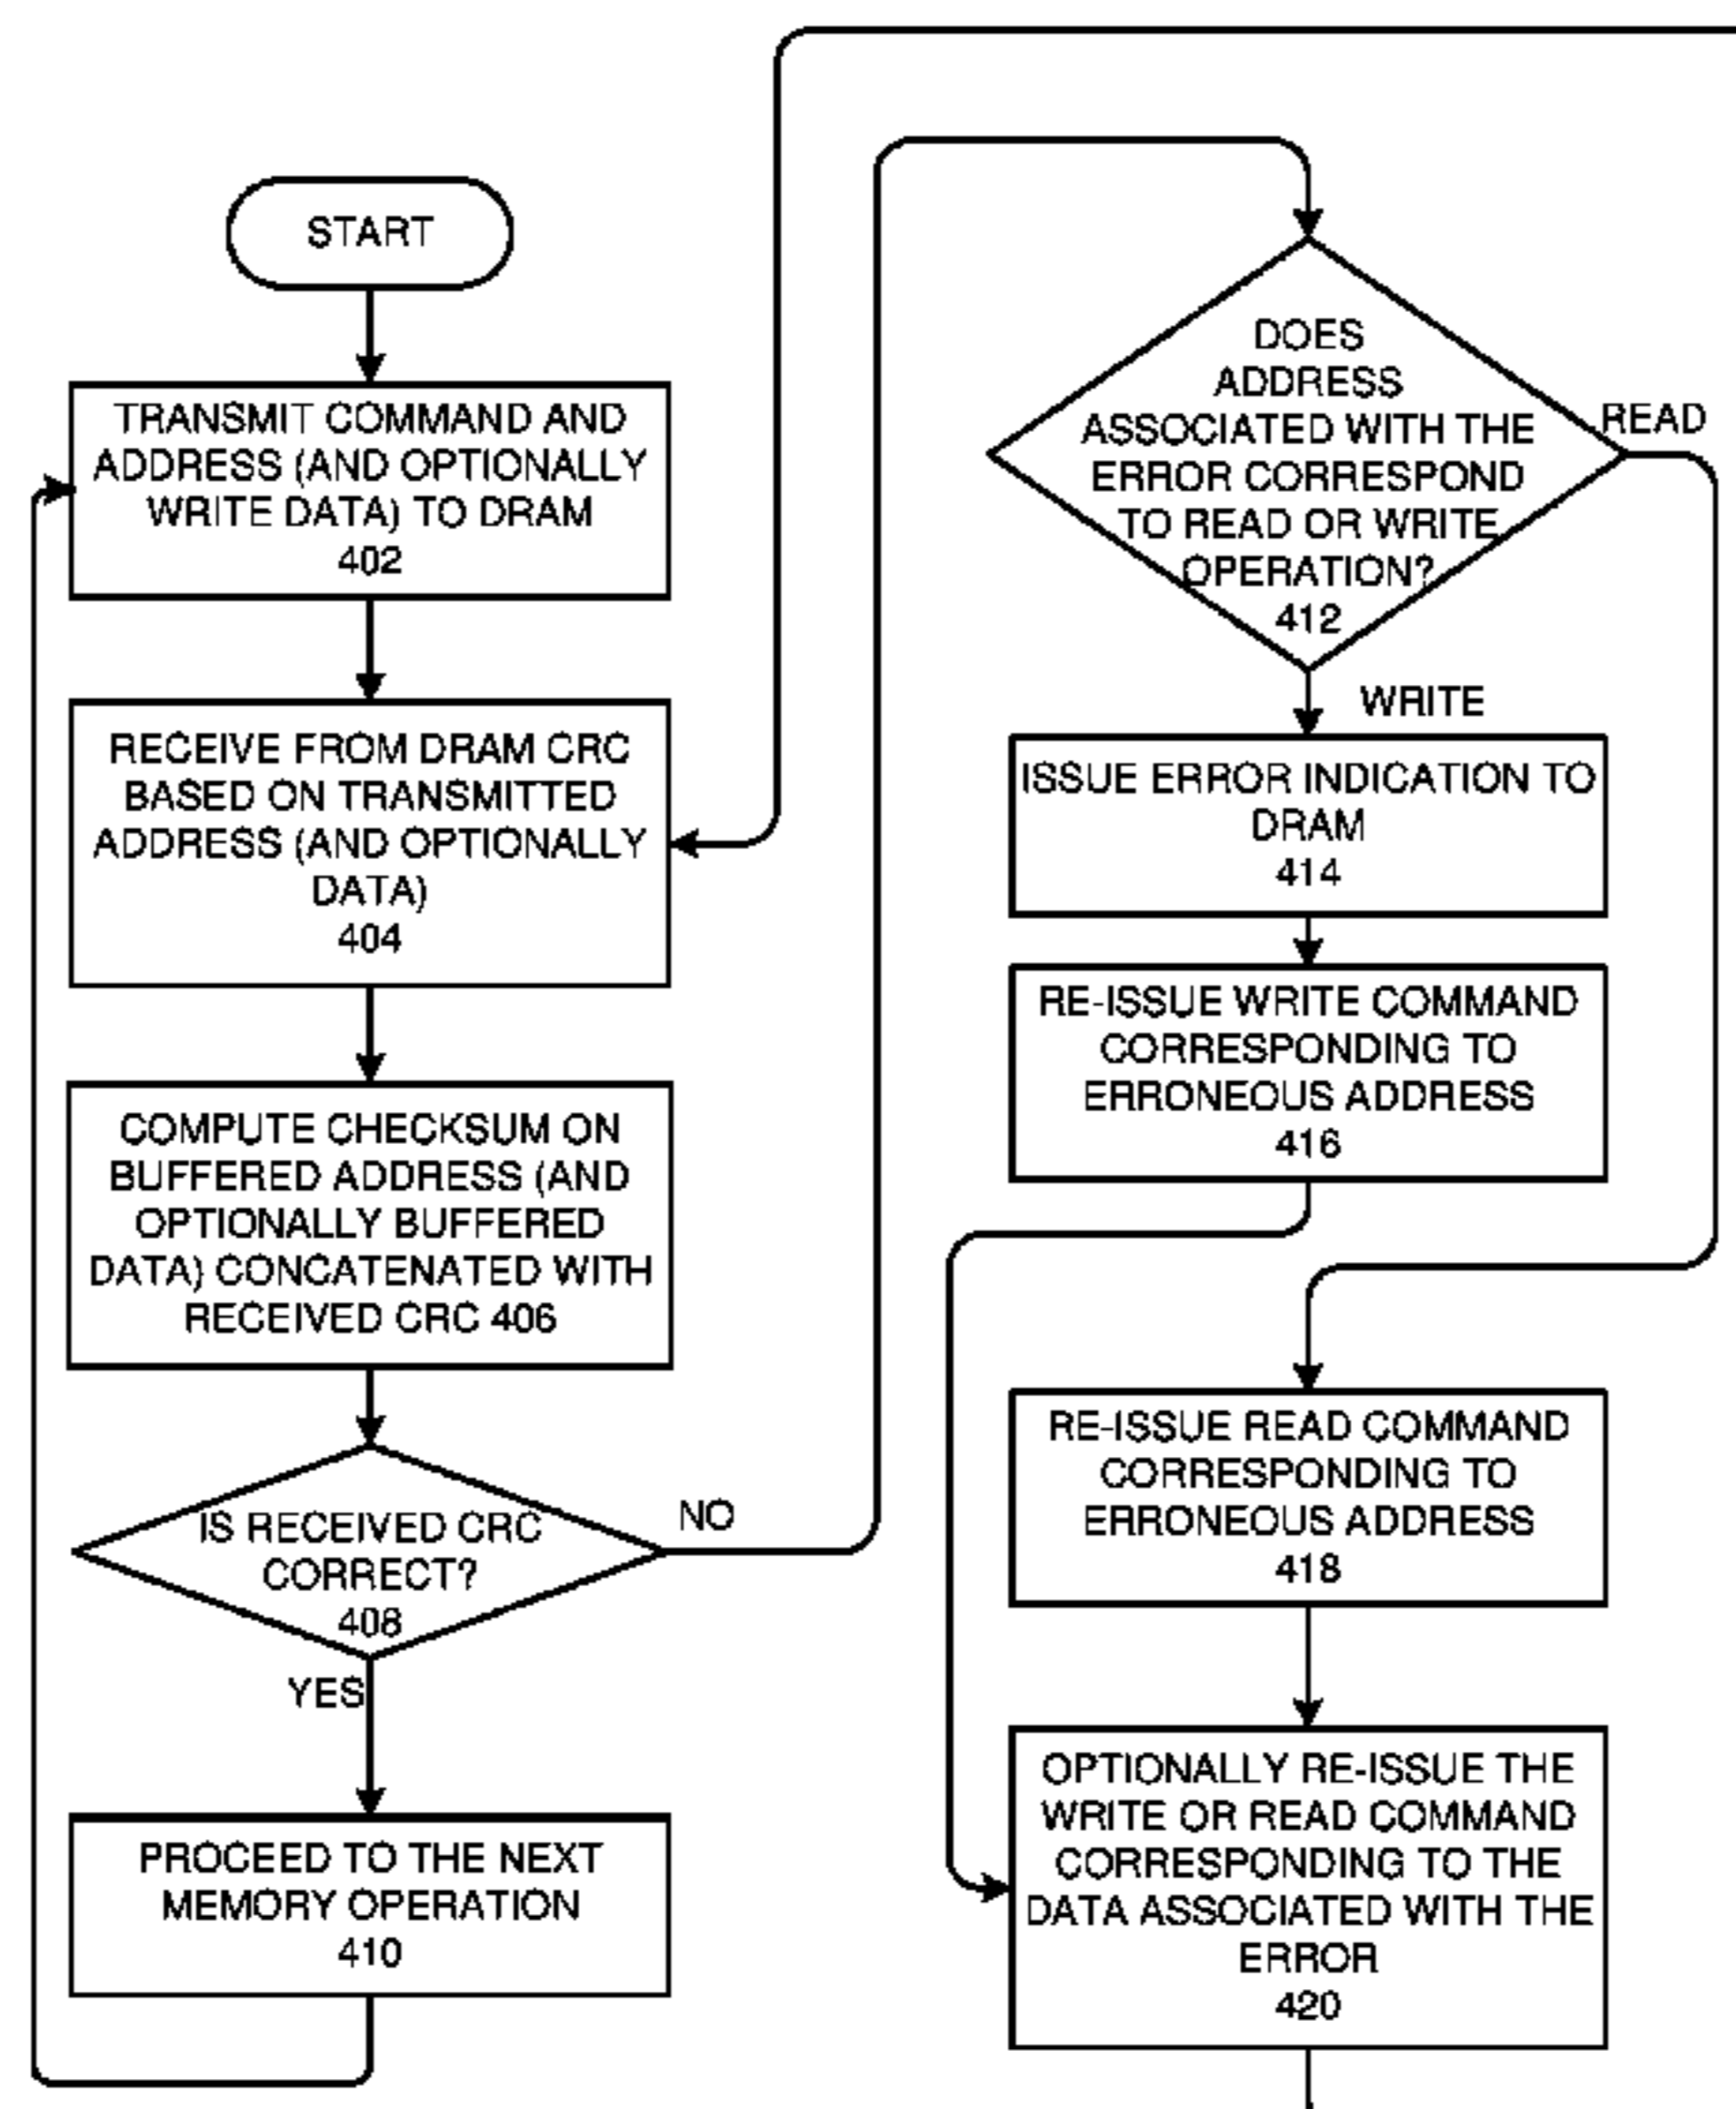 START
TRANSMIT COMMAND AND
ADDRESS (AND OPTIONALLY
WRITE DATA) TO DRAM
402
RECEIVE FROM DRAM CRC
BASED ON TRANSMITTED
ADDRESS (AND OPTIONALLY
DATA)
404
COMPUTE CHECKSUM ON
BUFFERED ADDRESS (AND
OPTIONALLY BUFFERED
DATA) CONCATENATED WITH
RECEIVED CRC 406
IS RECEIVED CRC
CORRECT?
408
NO
YES
PROCEED TO THE NEXT
MEMORY OPERATION
410
DOES
ADDRESS
ASSOCIATED WITH THE
ERROR CORRESPOND
TO READ OR WRITE
OPERATION?
412
READ
WRITE
ISSUE ERROR INDICATION TO
DRAM
414
RE-ISSUE WRITE COMMAND
CORRESPONDING TO
ERRONEOUS ADDRESS
416
RE-ISSUE READ COMMAND
CORRESPONDING TO
ERRONEOUS ADDRESS
418
OPTIONALLY RE-ISSUE THE
WRITE OR READ COMMAND
CORRESPONDING TO THE
DATA ASSOCIATED WITH THE
ERROR
420